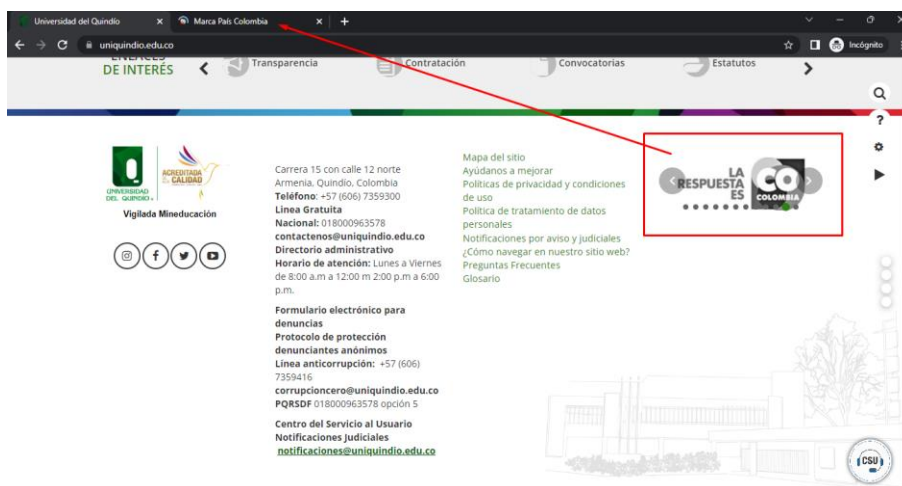 Universidad del Quindío
Marca País Colombia
uniquindio.edu.co
Incógnito
ENLACES
DE INTERÉS
Transparencia
Contratación
Convocatorias
Estatutos
?
UNIVERSIDAD
DEL QUINDÍO
ACREDITADA
CALIDAD
Vigilada Mineducación
Carrera 15 con calle 12 norte
Armenia, Quindío, Colombia
Teléfono: +57 (606) 7359300
Linea Gratuita
Nacional: 018000963578
contactenos@uniquindio.edu.co
Directorio administrativo
Horario de atención: Lunes a Viernes
de 8:00 a.m a 12:00 m 2:00 p.m a 6:00
p.m.
Formulario electrónico para
denuncias
Protocolo de protección
denunciantes anónimos
Línea anticorrupción: +57 (606)
7359416
corrupcioncero@uniquindio.edu.co
PQRSDF 018000963578 opción 5
Centro del Servicio al Usuario
Notificaciones Judiciales
notificaciones@uniquindio.edu.co
Mapa del sitio
Ayúdanos a mejorar
Políticas de privacidad y condiciones
de uso
Política de tratamiento de datos
personales
Notificaciones por aviso y judiciales
¿Cómo navegar en nuestro sitio web?
Preguntas Frecuentes
Glosario
LA
RESPUESTA
ES
CO
COLOMBIA
CSU